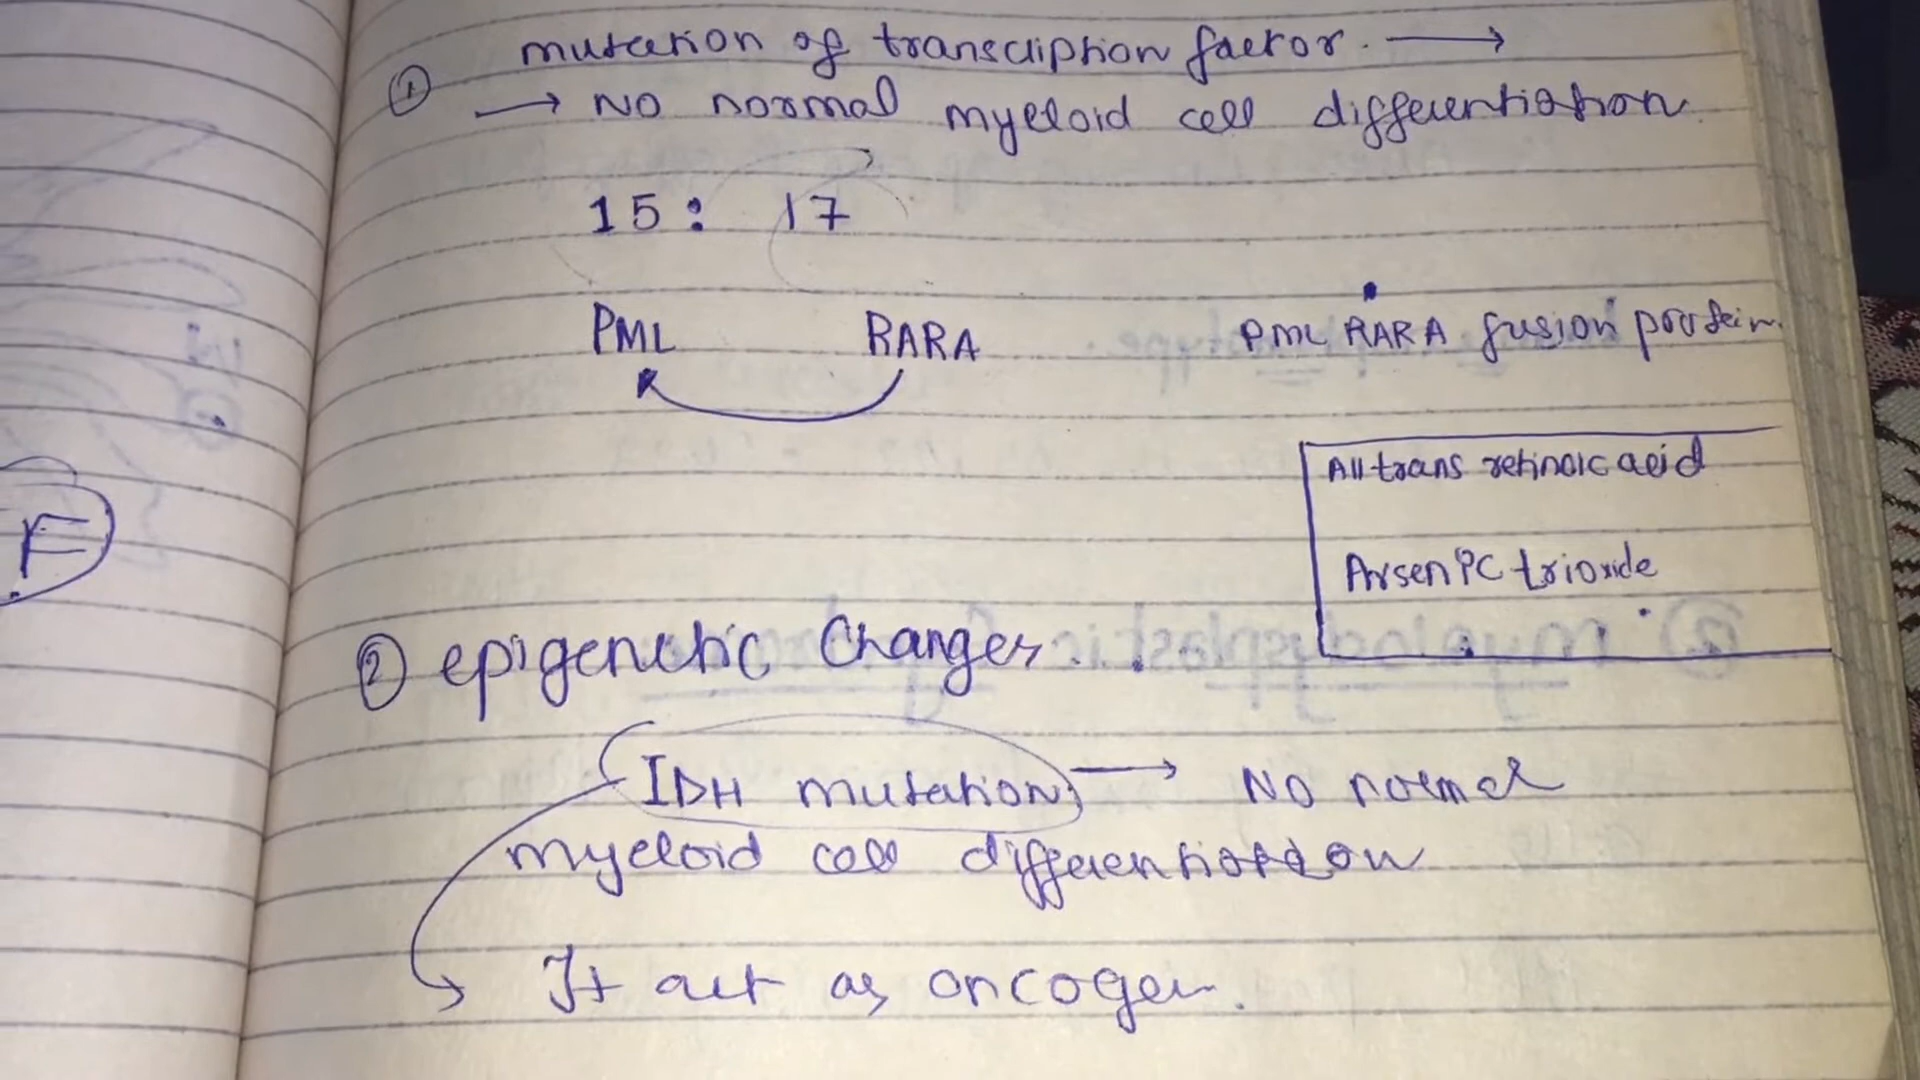 ① mutation of transcription factor. →
→ No normal myeloid cell differentiation
15: 17
PML RARA PML RARA fusion protein.
All trans retinoic acid
Arsenic trioxide
② epigenetic Changes.
IDH mutation → No normal
myeloid cell differentiation
It act as oncogen.
F